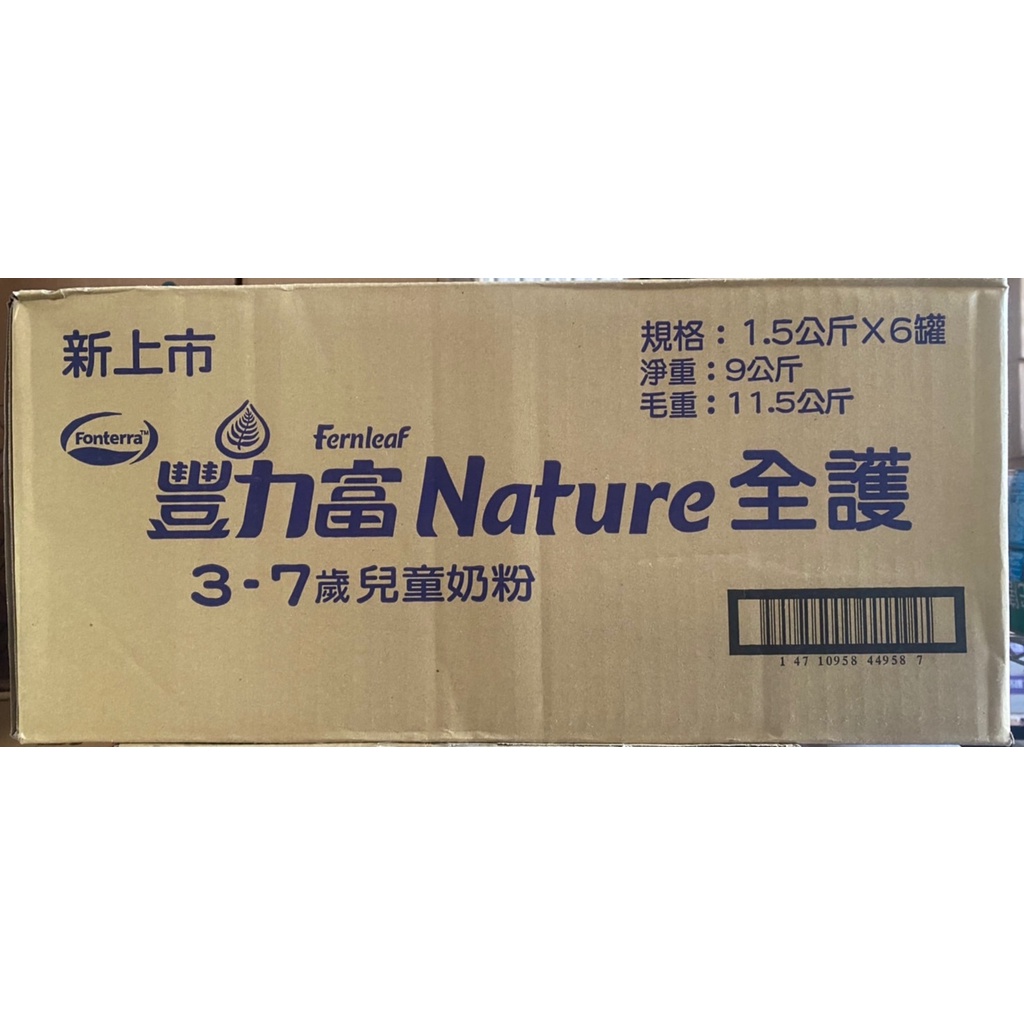 新上市
規格：1.5公斤X6罐
淨重：9公斤
毛重：11.5公斤
Fonterra™
Fernleaf
豐力富Nature全護
3-7歲兒童奶粉
1 47 10958 44958 7